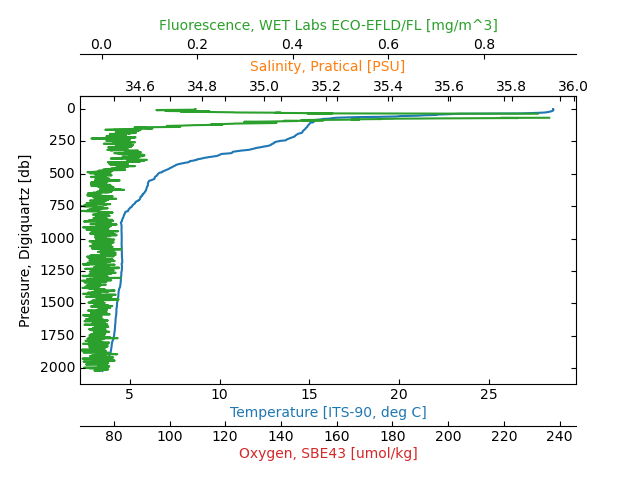 Fluorescence, WET Labs ECO-EFLD/FL [mg/m^3]
0.0 0.2 0.4 0.6 0.8
Salinity, Pratical [PSU]
34.6 34.8 35.0 35.2 35.4 35.6 35.8 36.0
0
250
500
750
1000
1250
1500
1750
2000
Pressure, Digiquartz [db]
5 10 15 20 25
Temperature [ITS-90, deg C]
80 100 120 140 160 180 200 220 240
Oxygen, SBE43 [umol/kg]